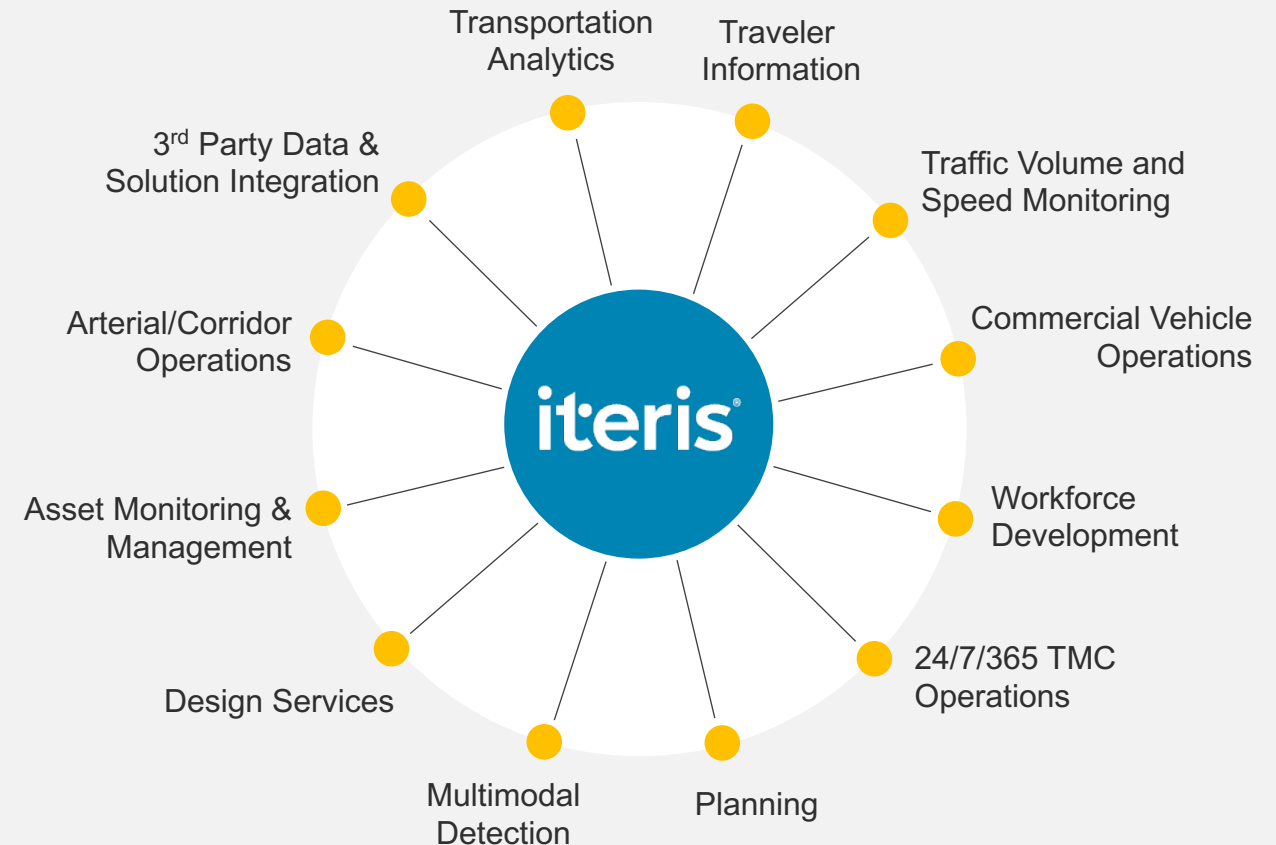 Transportation
Analytics
Traveler
Information
3rd Party Data &
Solution Integration
Traffic Volume and
Speed Monitoring
Arterial/Corridor
Operations
Commercial Vehicle
Operations
iteris®
Asset Monitoring &
Management
Workforce
Development
Design Services
24/7/365 TMC
Operations
Multimodal
Detection
Planning